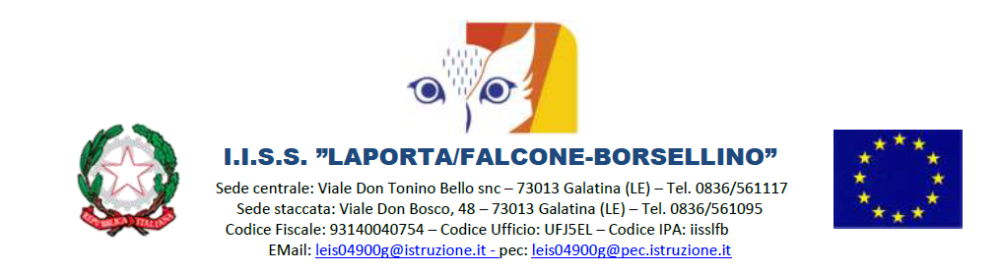 I.I.S.S. ”LAPORTA/FALCONE-BORSELLINO”
Sede centrale: Viale Don Tonino Bello snc – 73013 Galatina (LE) – Tel. 0836/561117
Sede staccata: Viale Don Bosco, 48 – 73013 Galatina (LE) – Tel. 0836/561095
Codice Fiscale: 93140040754 – Codice Ufficio: UFJ5EL – Codice IPA: iisslfb
EMail: leis04900g@istruzione.it - pec: leis04900g@pec.istruzione.it
REPVBBLICA ITALIANA